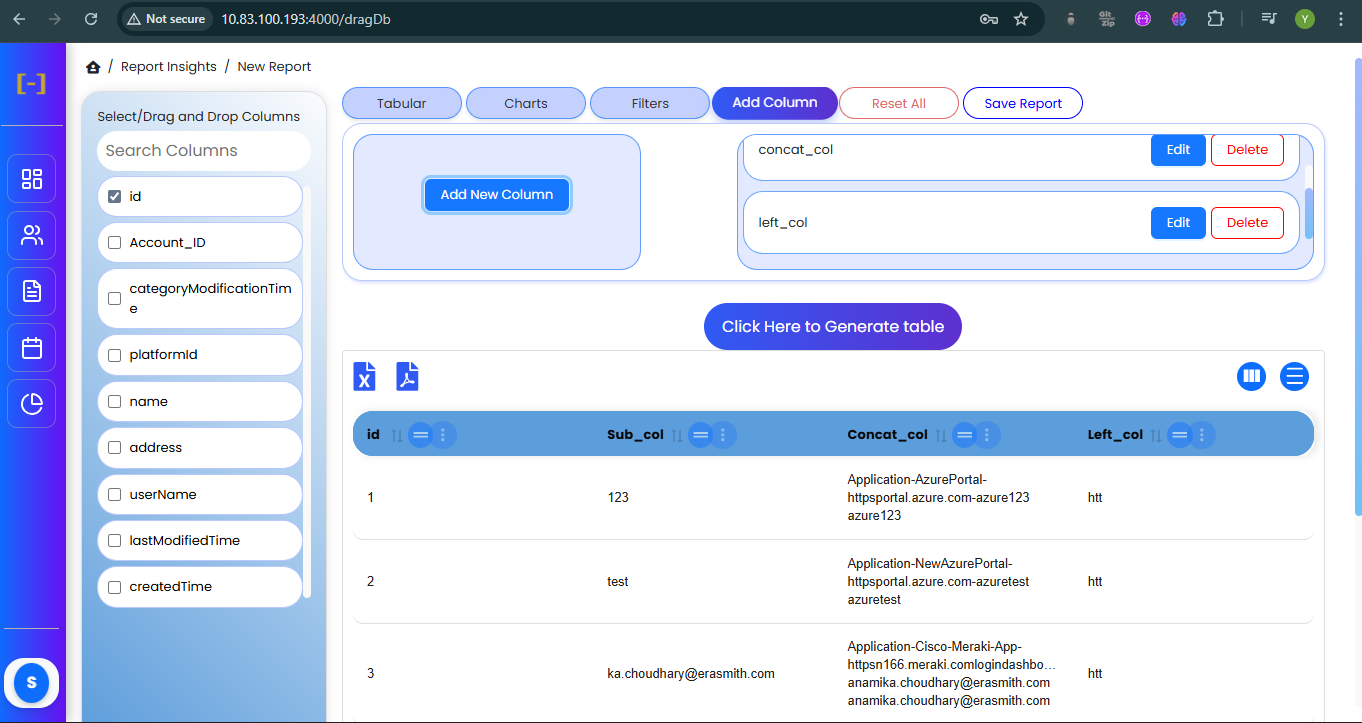 Not secure
10.83.100.193:4000/dragDb
Y
[-]
/ Report Insights / New Report
Select/Drag and Drop Columns
Search Columns
id
Account_ID
categoryModificationTim
e
platformId
name
address
userName
lastModifiedTime
createdTime
S
Tabular
Charts
Filters
Add Column
Reset All
Save Report
Add New Column
concat_col
Edit
Delete
left_col
Edit
Delete
Click Here to Generate table
X
id
Sub_col
Concat_col
Left_col
1
123
Application-AzurePortal-
httpsportal.azure.com-azure123
azure123
htt
2
test
Application-NewAzurePortal-
httpsportal.azure.com-azuretest
azuretest
htt
3
ka.choudhary@erasmith.com
Application-Cisco-Meraki-App-
httpsn166.meraki.comlogindashbo...
anamika.choudhary@erasmith.com
anamika.choudhary@erasmith.com
htt